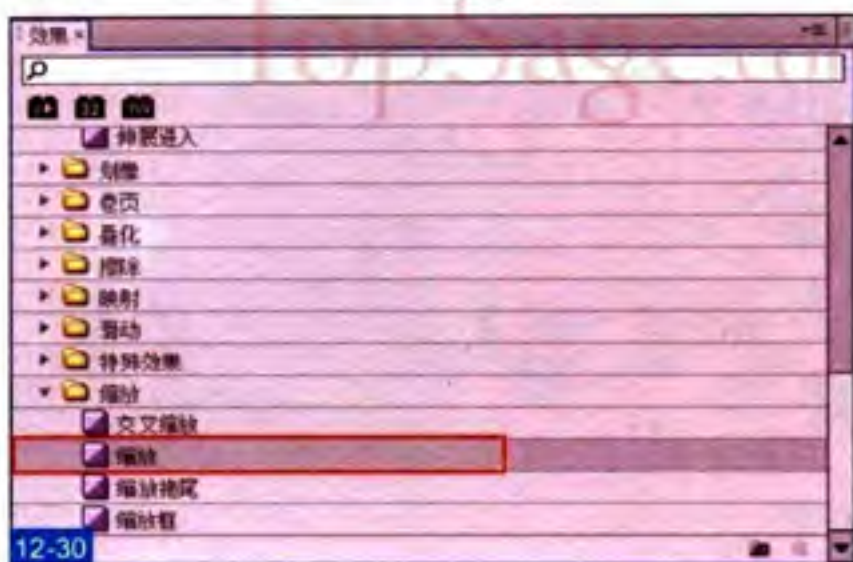 效果 ×
TopSage.co
伸展进入
划像
卷页
叠化
擦除
映射
滑动
特殊效果
缩放
交叉缩放
缩放
缩放拖尾
缩放框
12-30